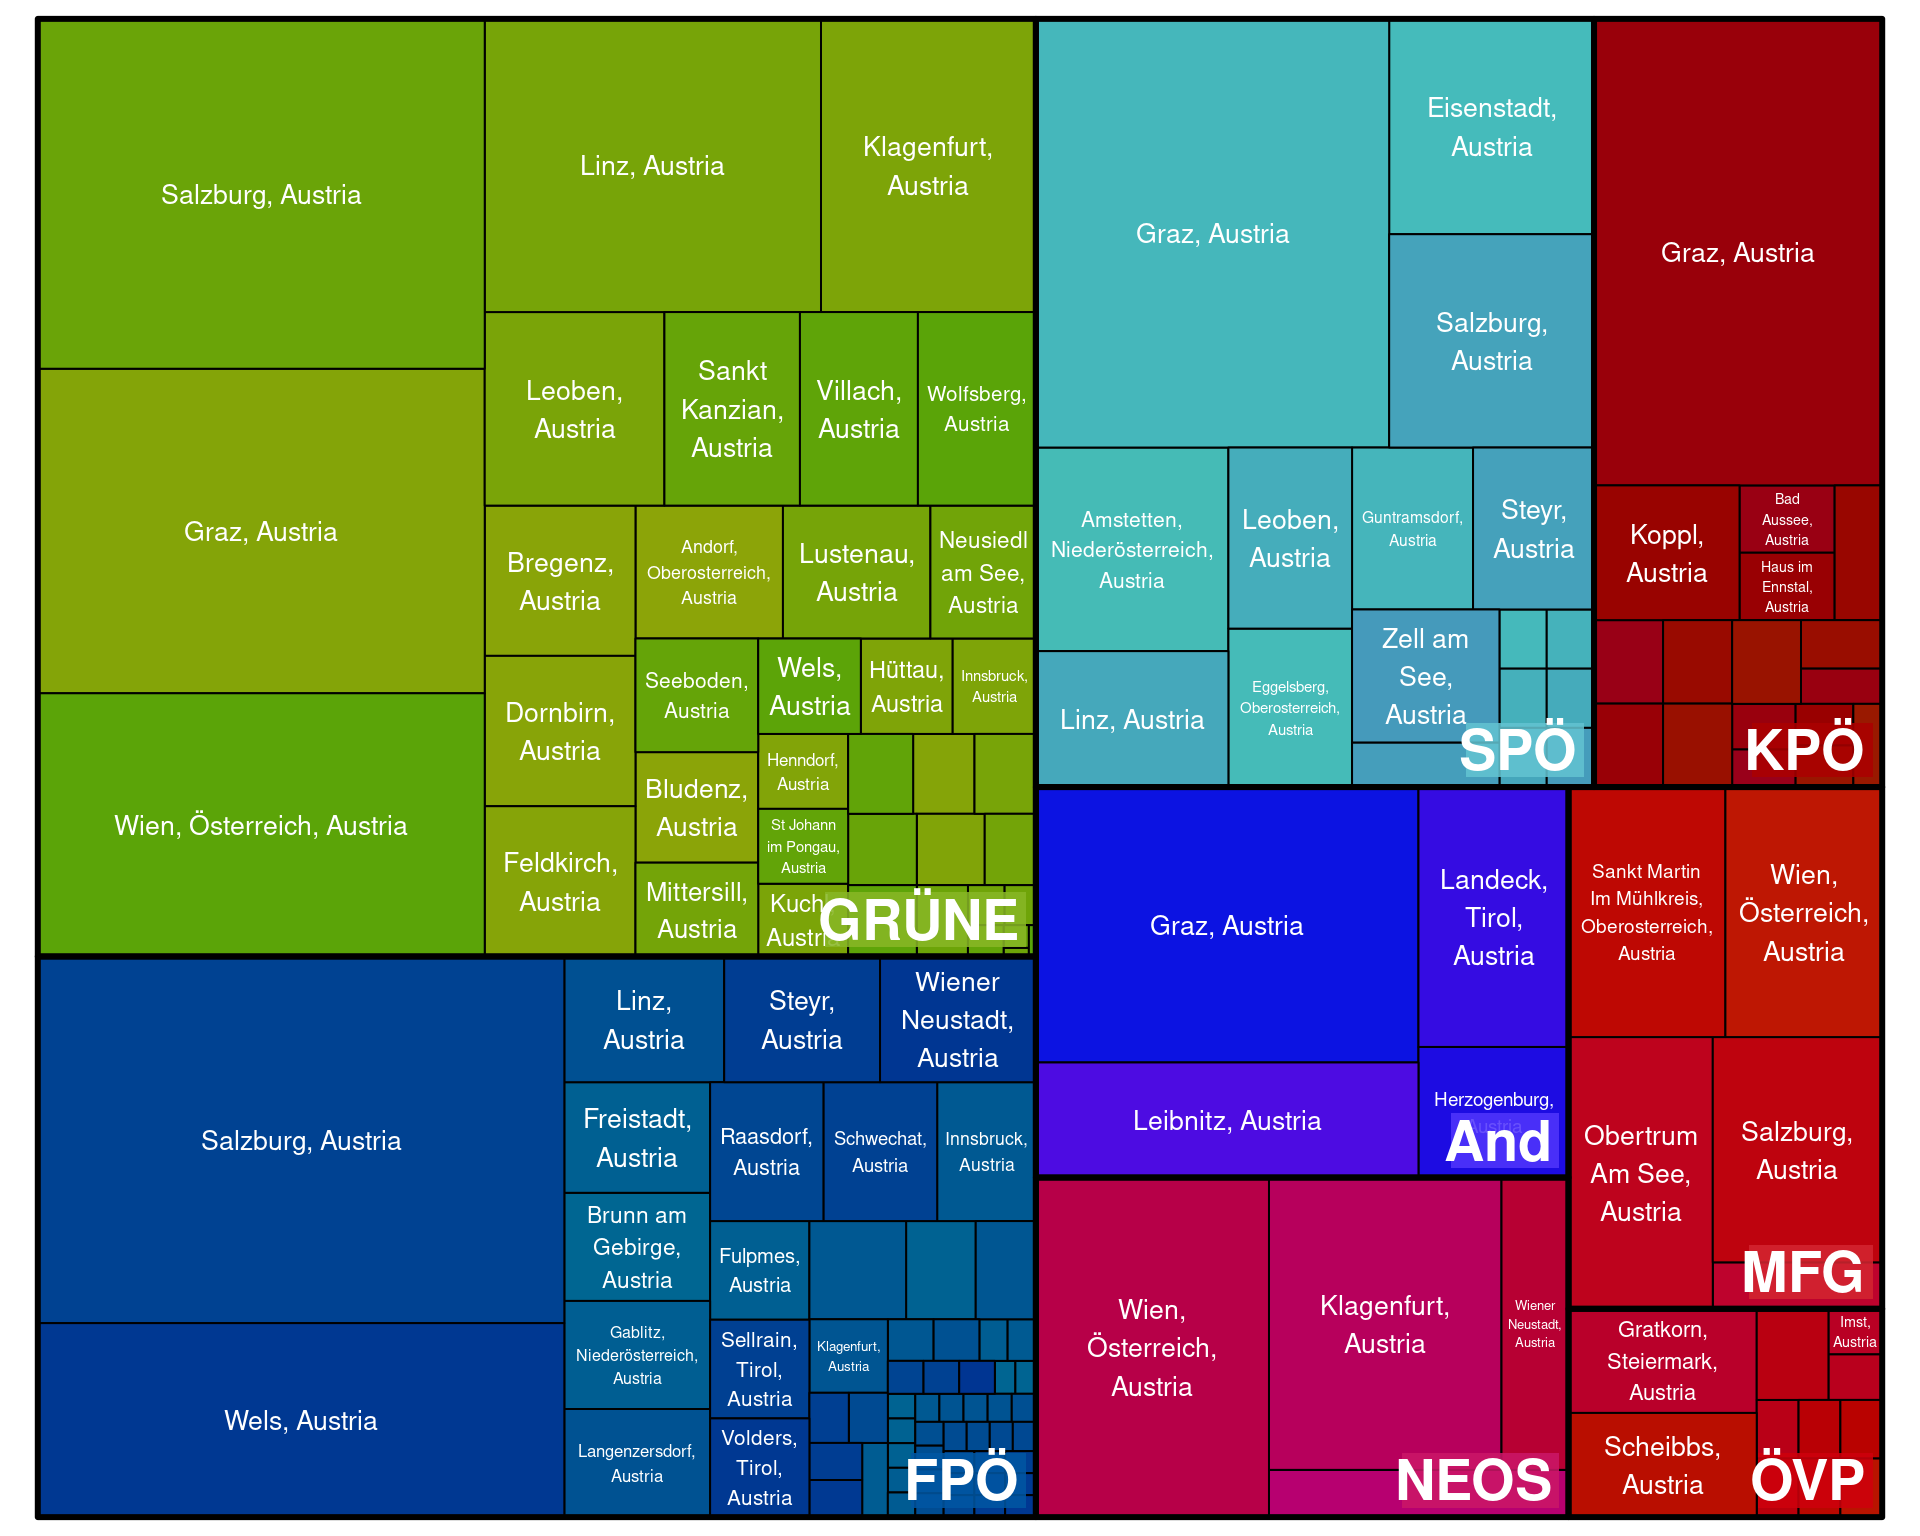 Salzburg, Austria
Graz, Austria
Wien, Österreich, Austria
Linz, Austria
Klagenfurt,
Austria
Leoben,
Austria
Sankt
Kanzian,
Austria
Villach,
Austria
Wolfsberg,
Austria
Bregenz,
Austria
Dornbirn,
Austria
Feldkirch,
Austria
Andorf,
Oberosterreich,
Austria
Lustenau,
Austria
Neusiedl
am See,
Austria
Seeboden,
Austria
Bludenz,
Austria
Mittersill,
Austria
Wels,
Austria
Hüttau,
Austria
Innsbruck,
Austria
Henndorf,
Austria
St Johann
im Pongau,
Austria
Kuchl,
Austria
GRÜNE
Graz, Austria
Eisenstadt,
Austria
Salzburg,
Austria
Amstetten,
Niederösterreich,
Austria
Linz, Austria
Leoben,
Austria
Eggelsberg,
Oberosterreich,
Austria
Guntramsdorf,
Austria
Steyr,
Austria
Zell am
See,
Austria
SPÖ
Graz, Austria
Koppl,
Austria
Bad
Aussee,
Austria
Haus im
Ennstal,
Austria
KPÖ
Salzburg, Austria
Wels, Austria
Linz,
Austria
Steyr,
Austria
Wiener
Neustadt,
Austria
Freistadt,
Austria
Brunn am
Gebirge,
Austria
Gablitz,
Niederösterreich,
Austria
Langenzersdorf,
Austria
Raasdorf,
Austria
Schwechat,
Austria
Innsbruck,
Austria
Fulpmes,
Austria
Sellrain,
Tirol,
Austria
Volders,
Tirol,
Austria
Klagenfurt,
Austria
FPÖ
Graz, Austria
Leibnitz, Austria
Landeck,
Tirol,
Austria
Herzogenburg,
Austria
And
Wien,
Österreich,
Austria
Klagenfurt,
Austria
Wiener
Neustadt,
Austria
NEOS
Sankt Martin
Im Mühlkreis,
Oberosterreich,
Austria
Wien,
Österreich,
Austria
Obertrum
Am See,
Austria
Salzburg,
Austria
MFG
Gratkorn,
Steiermark,
Austria
Scheibbs,
Austria
Imst,
Austria
ÖVP